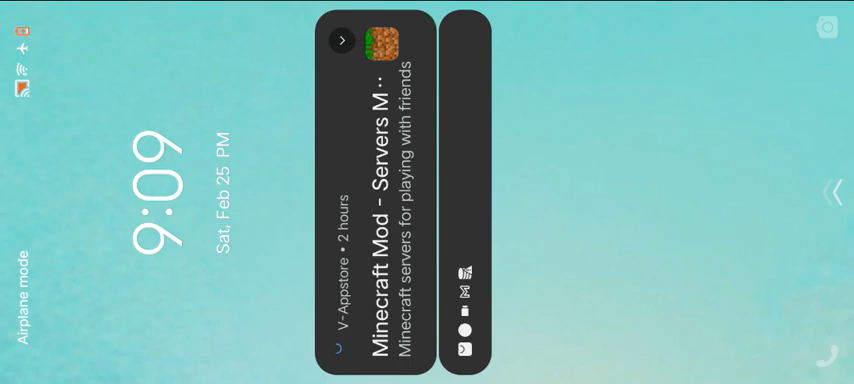 Airplane mode
9:09
Sat, Feb 25 PM
V-Appstore • 2 hours
Minecraft Mod - Servers M ··
Minecraft servers for playing with friends